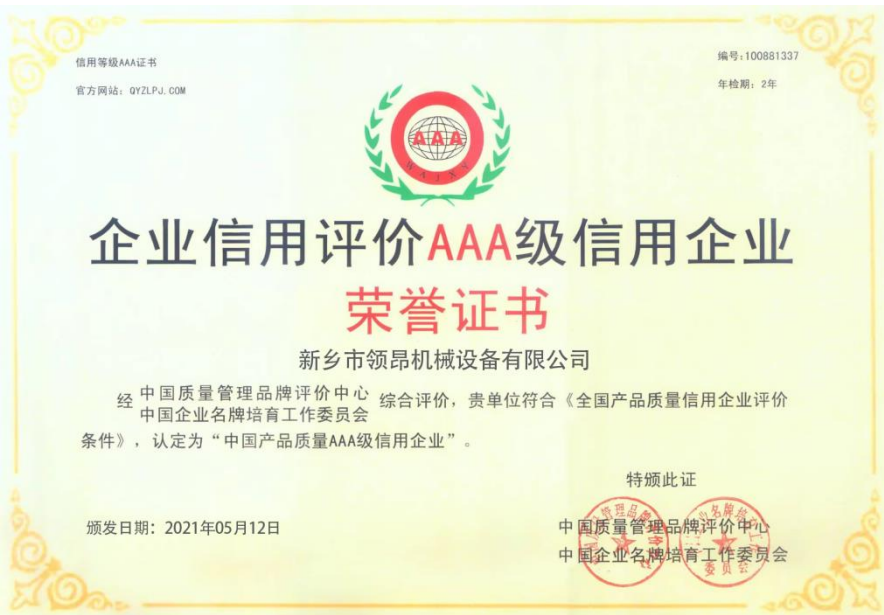 信用等级AAA证书
编号:100881337
官方网站: QYZLPJ.COM
年检期: 2年
AAA
企业信用评价AAA级信用企业
荣誉证书
新乡市领昂机械设备有限公司
经 中国质量管理品牌评价中心 综合评价，贵单位符合《全国产品质量信用企业评价
中国企业名牌培育工作委员会
条件》，认定为“中国产品质量AAA级信用企业”。
特颁此证
颁发日期: 2021年05月12日
中国质量管理品牌评价中心
中国企业名牌培育工作委员会